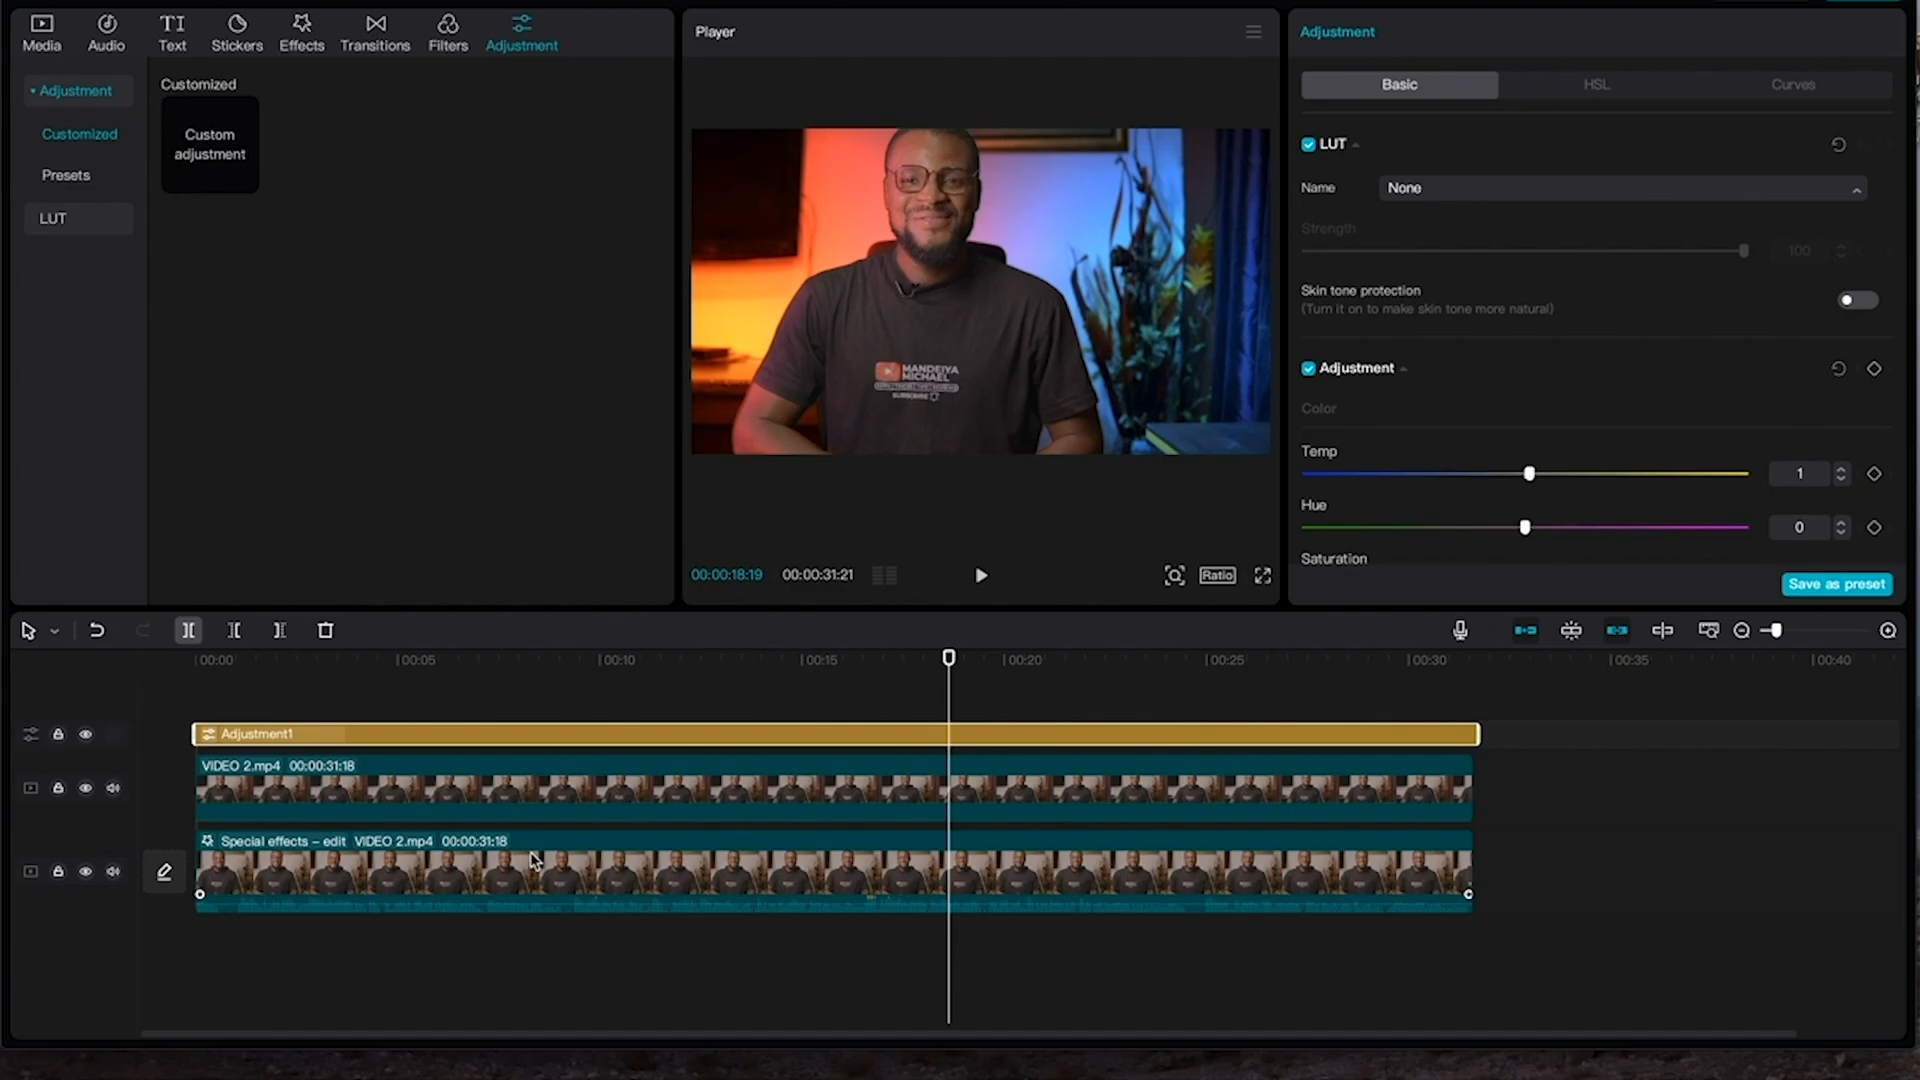 Media
Audio
Text
Stickers
Effects
Transitions
Filters
Adjustment
Adjustment
Customized
Presets
LUT
Customized
Custom
adjustment
Player
MANDEIYA
MICHAEL
SUBSCRIBE
00:00:18:19
00:00:31:21
Ratio
Adjustment
Basic
HSL
Curves
LUT
Name
None
Strength
100
Skin tone protection
(Turn it on to make skin tone more natural)
Adjustment
Color
Temp
1
Hue
0
Saturation
Save as preset
00:00
00:05
00:10
00:15
00:20
00:25
00:30
00:35
00:40
Adjustment1
VIDEO 2.mp4 00:00:31:18
Special effects – edit VIDEO 2.mp4 00:00:31:18